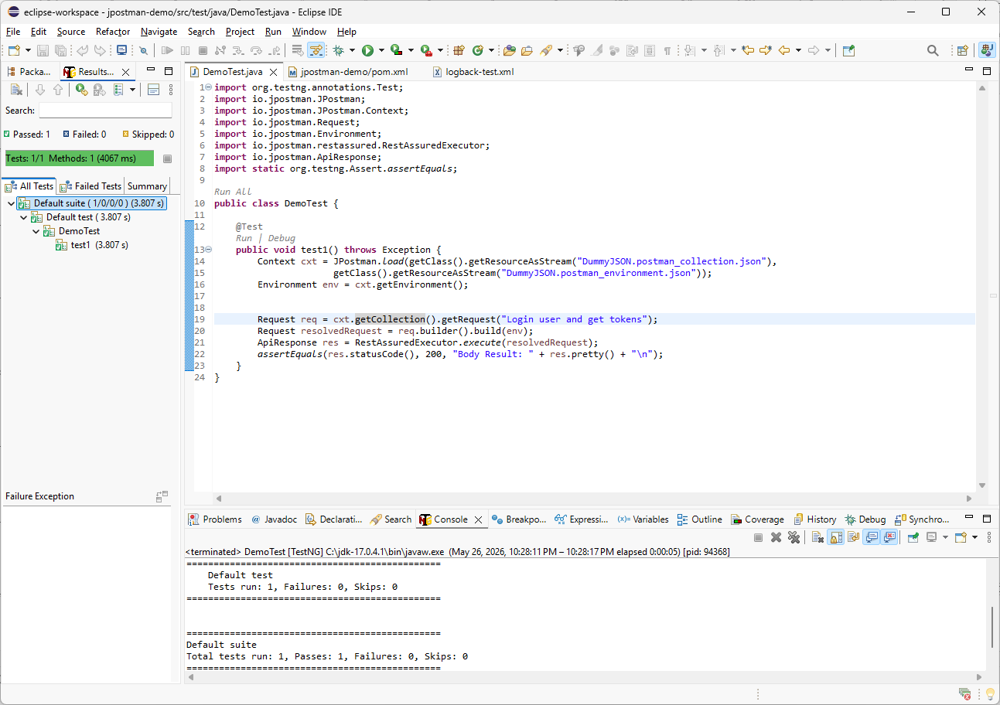 eclipse-workspace - jpostman-demo/src/test/java/DemoTest.java - Eclipse IDE
File Edit Source Refactor Navigate Search Project Run Window Help
Packa... Results...
Search:
Passed: 1 Failed: 0 Skipped: 0
Tests: 1/1 Methods: 1 (4067 ms)
All Tests Failed Tests Summary
Default suite ( 1/0/0/0 ) (3.807 s)
Default test ( 3.807 s)
DemoTest
test1 (3.807 s)
Failure Exception
DemoTest.java jpostman-demo/pom.xml logback-test.xml
1 import org.testng.annotations.Test;
2 import io.jpostman.JPostman;
3 import io.jpostman.JPostman.Context;
4 import io.jpostman.Request;
5 import io.jpostman.Environment;
6 import io.jpostman.restassured.RestAssuredExecutor;
7 import io.jpostman.ApiResponse;
8 import static org.testng.Assert.assertEquals;
9
Run All
10 public class DemoTest {
11
12 @Test
Run | Debug
13 public void test1() throws Exception {
14 Context cxt = JPostman.load(getClass().getResourceAsStream("DummyJSON.postman_collection.json"),
15 getClass().getResourceAsStream("DummyJSON.postman_environment.json"));
16 Environment env = cxt.getEnvironment();
17
18
19 Request req = cxt.getCollection().getRequest("Login user and get tokens");
20 Request resolvedRequest = req.builder().build(env);
21 ApiResponse res = RestAssuredExecutor.execute(resolvedRequest);
22 assertEquals(res.statusCode(), 200, "Body Result: " + res.pretty() + "\n");
23 }
24 }
Problems Javadoc Declarati... Search Console Breakpo... Expressi... Variables Outline Coverage History Debug Synchro...
<terminated> DemoTest [TestNG] C:\jdk-17.0.4.1\bin\javaw.exe (May 26, 2026, 10:28:11 PM – 10:28:17 PM elapsed 0:00:05) [pid: 94368]
===============================================
Default test
Tests run: 1, Failures: 0, Skips: 0
===============================================
===============================================
Default suite
Total tests run: 1, Passes: 1, Failures: 0, Skips: 0
===============================================